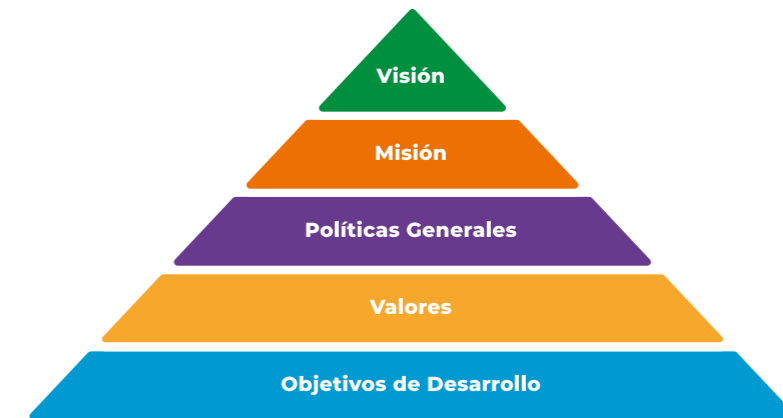 Visión
Misión
Políticas Generales
Valores
Objetivos de Desarrollo